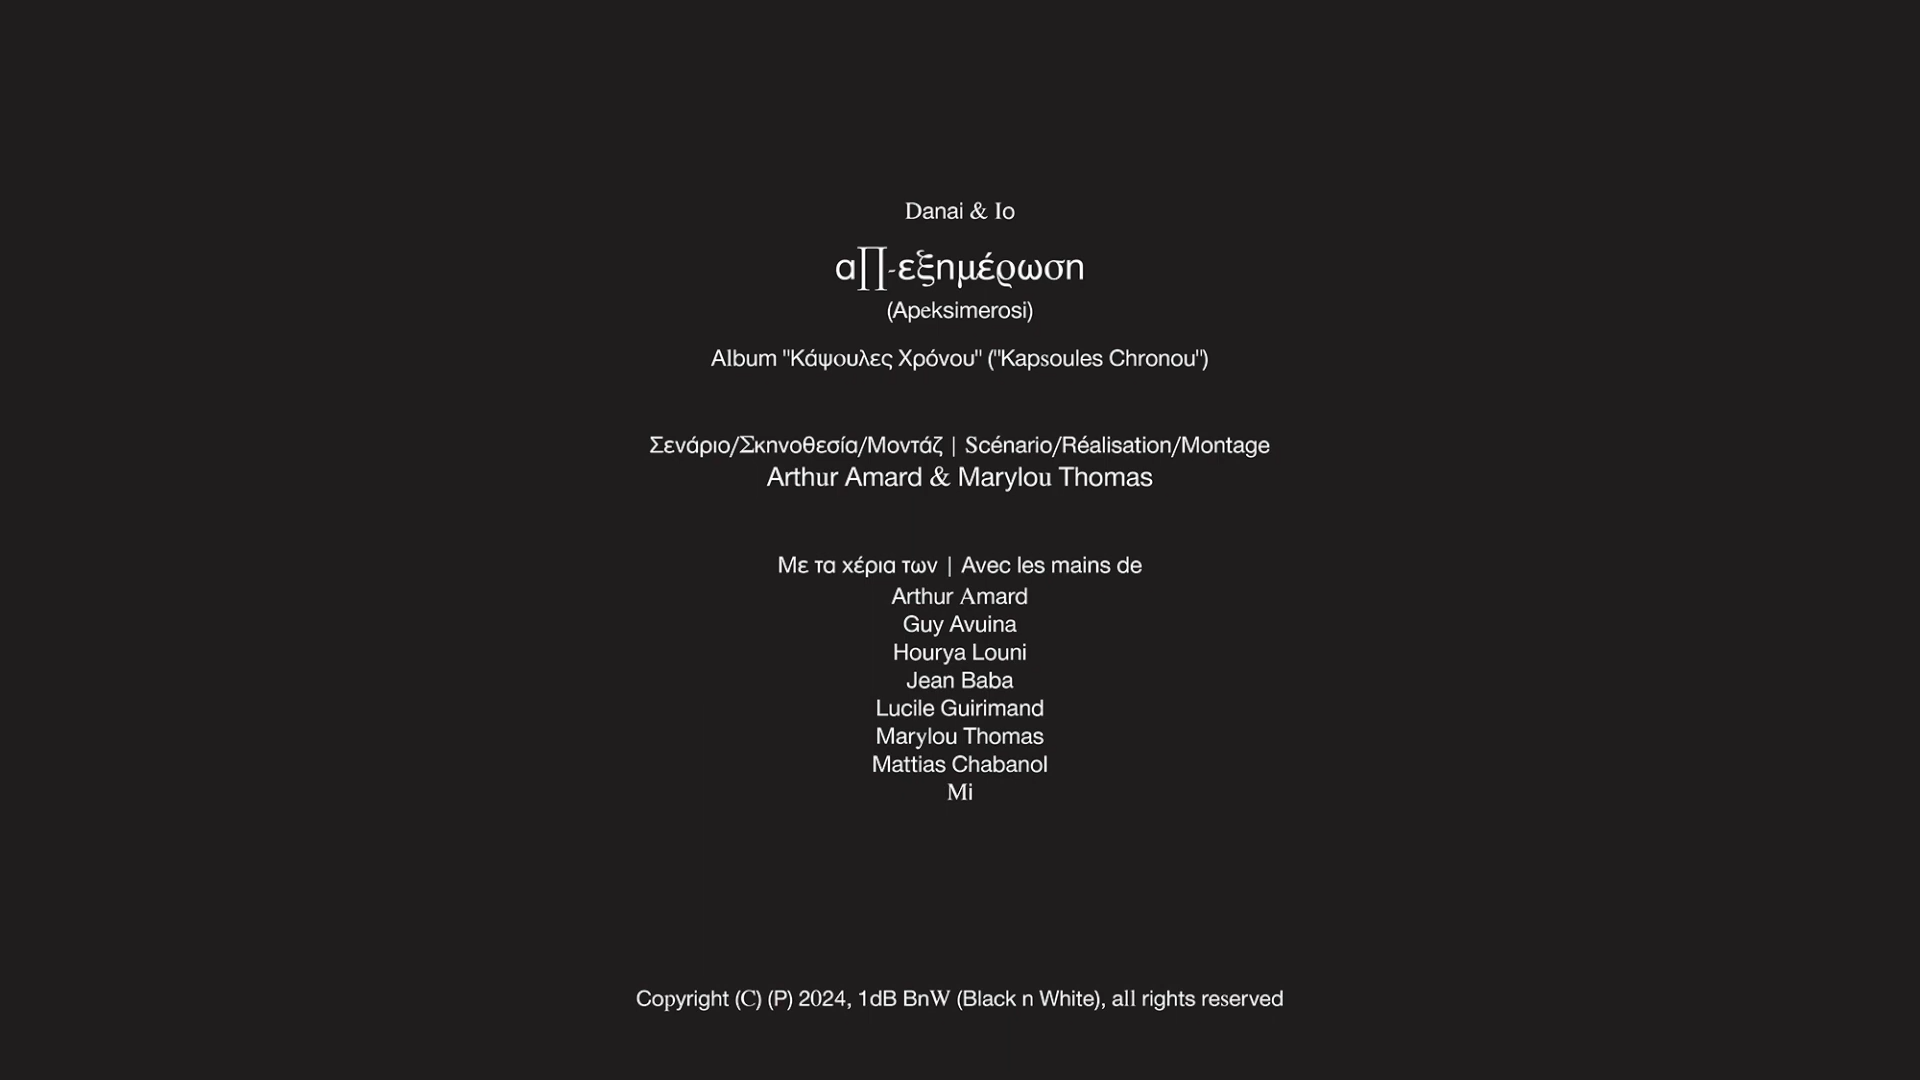 Danai & Io
α∏-εξημέρωση
(Apeksimerosi)
Album "Κάψουλες Χρόνου" ("Kapsoules Chronou")
Σενάριο/Σκηνοθεσία/Μοντάζ | Scénario/Réalisation/Montage
Arthur Amard & Marylou Thomas
Με τα χέρια των | Avec les mains de
Arthur Amard
Guy Avuina
Hourya Louni
Jean Baba
Lucile Guirimand
Marylou Thomas
Mattias Chabanol
Mi
Copyright (C) (P) 2024, 1dB BnW (Black n White), all rights reserved